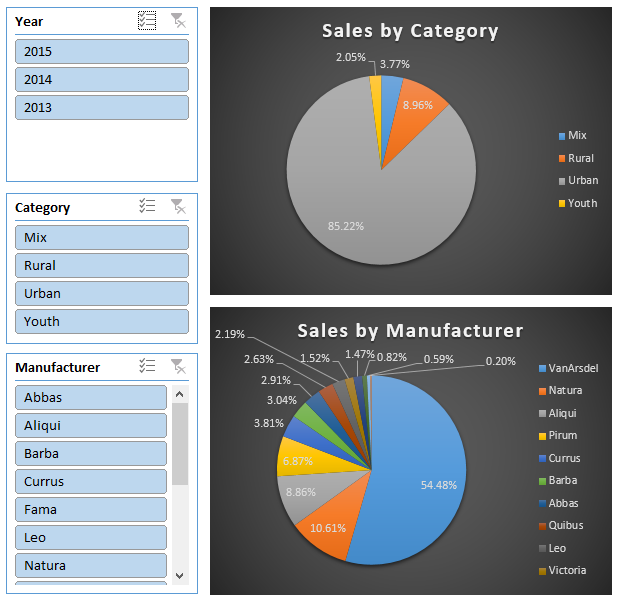 Year
2015
2014
2013
Category
Mix
Rural
Urban
Youth
Manufacturer
Abbas
Aliqui
Barba
Currus
Fama
Leo
Natura
Sales by Category
2.05%
3.77%
8.96%
85.22%
Mix
Rural
Urban
Youth
Sales by Manufacturer
2.19%
1.52%
1.47%
0.82%
0.59%
0.20%
2.63%
2.91%
3.04%
3.81%
6.87%
8.86%
10.61%
54.48%
VanArsdel
Natura
Aliqui
Pirum
Currus
Barba
Abbas
Quibus
Leo
Victoria